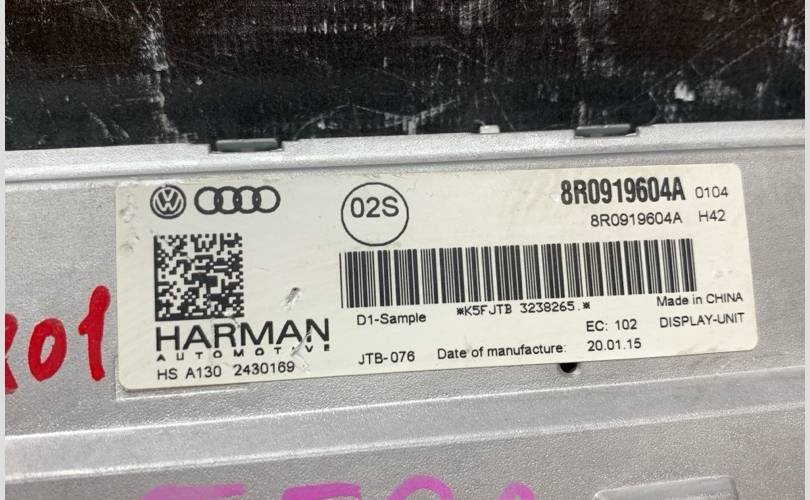 02S
8R0919604A 0104
8R0919604A H42
*K5FJTB 3238265.*
Made in CHINA
D1-Sample
EC: 102 DISPLAY-UNIT
HARMAN
AUTOMOTIVE
JTB-076 Date of manufacture: 20.01.15
HS A130 2430169
R01